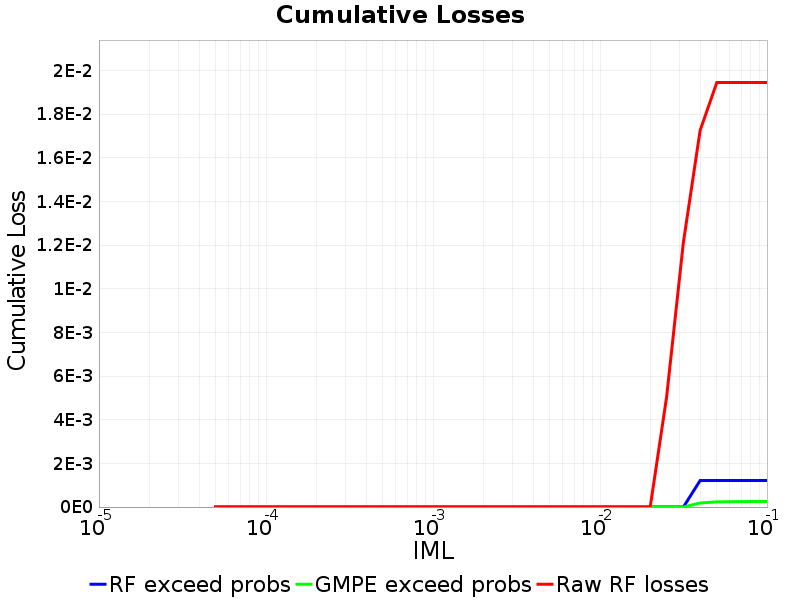 Cumulative Losses
Cumulative Loss
2E-2
1.8E-2
1.6E-2
1.4E-2
1.2E-2
1E-2
8E-3
6E-3
4E-3
2E-3
0E0
10^-5 10^-4 10^-3 10^-2 10^-1
IML
RF exceed probs GMPE exceed probs Raw RF losses